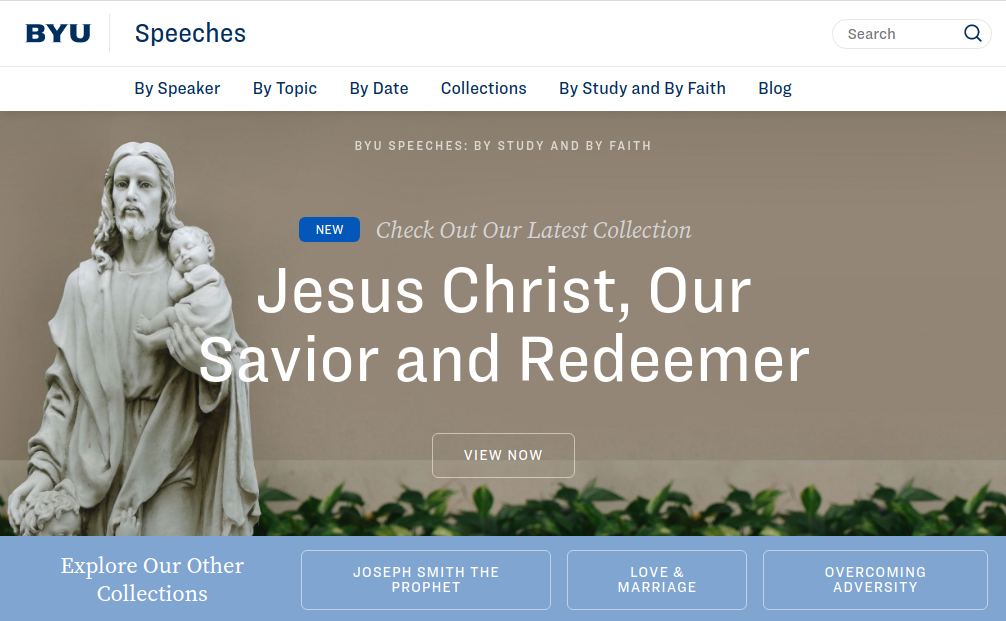 BYU
Speeches
Search
By Speaker
By Topic
By Date
Collections
By Study and By Faith
Blog
BYU SPEECHES: BY STUDY AND BY FAITH
NEW
Check Out Our Latest Collection
Jesus Christ, Our
Savior and Redeemer
VIEW NOW
Explore Our Other
Collections
JOSEPH SMITH THE
PROPHET
LOVE &
MARRIAGE
OVERCOMING
ADVERSITY